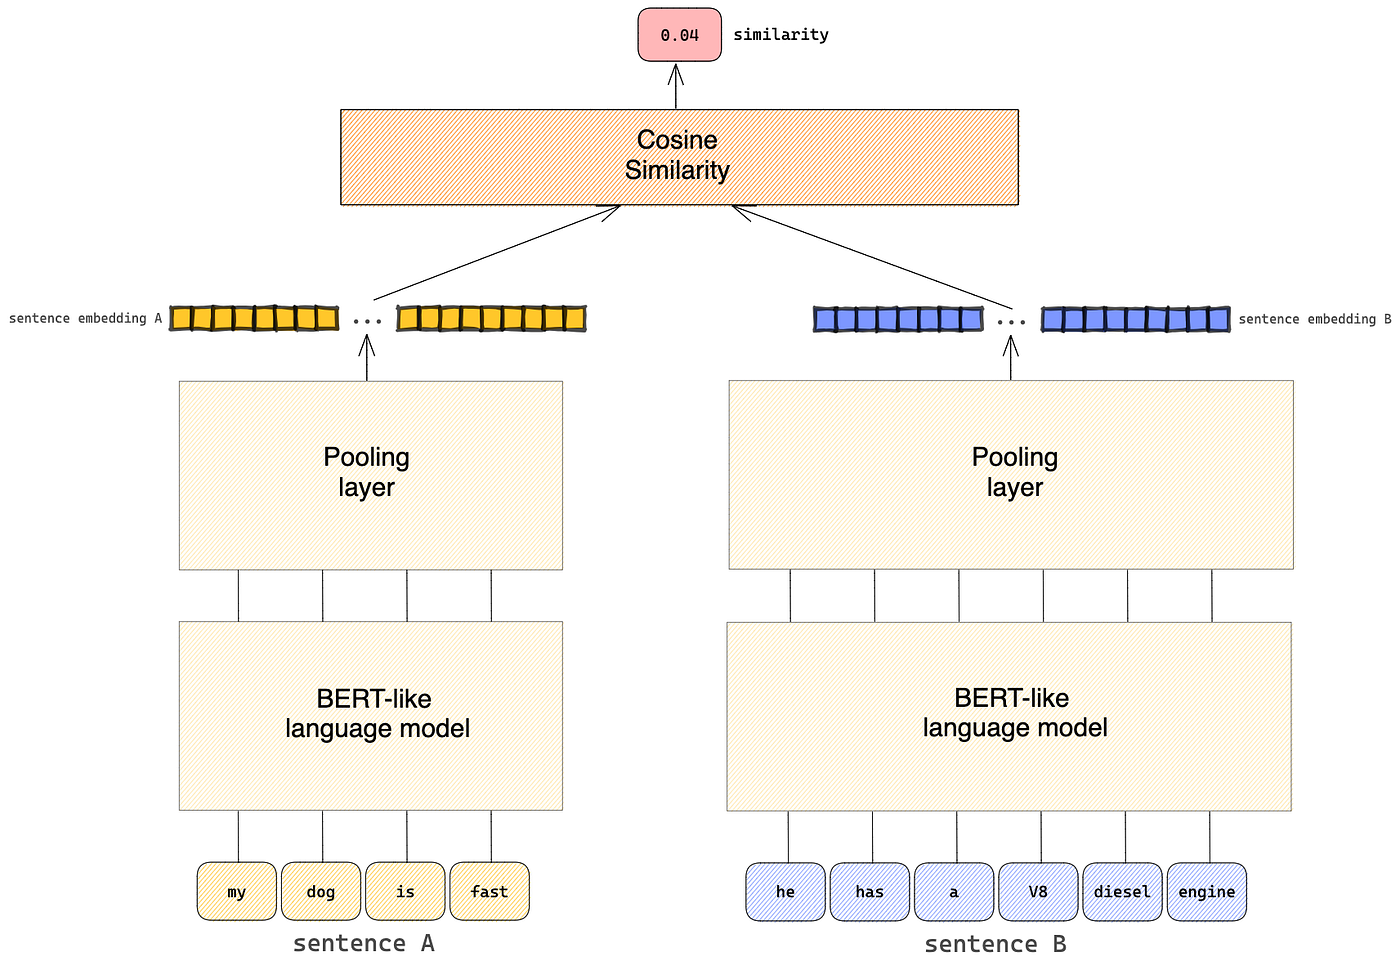 0.04 similarity
Cosine
Similarity
sentence embedding A ... ... sentence embedding B
Pooling
layer
Pooling
layer
BERT-like
language model
BERT-like
language model
my dog is fast
he has a V8 diesel engine
sentence A
sentence B